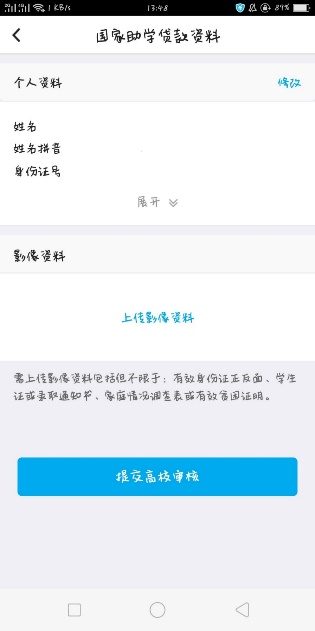 1 KB/s
13:48
89%
国家助学贷款资料
个人资料
修改
姓名
姓名拼音
身份证号
展开
影像资料
上传影像资料
需上传影像资料包括但不限于：有效身份证正反面、学生
证或录取通知书、家庭情况调查表或有效贫困证明。
提交高校审核